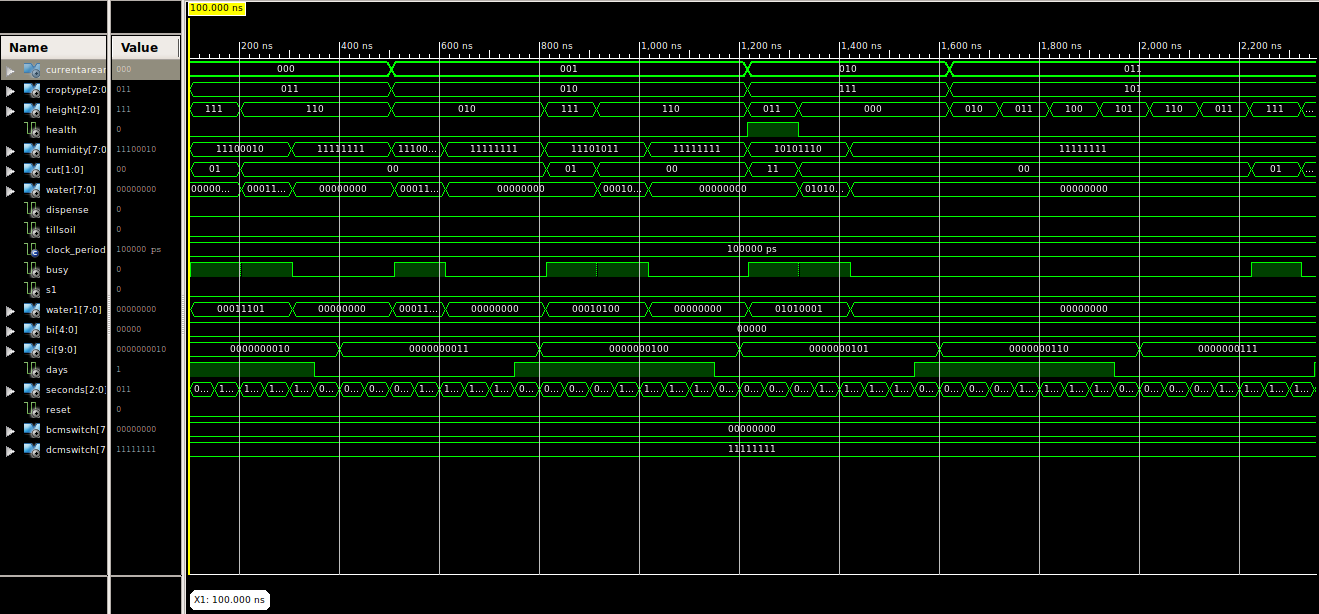 100.000 ns
Name Value 200 ns 400 ns 600 ns 800 ns 1,000 ns 1,200 ns 1,400 ns 1,600 ns 1,800 ns 2,000 ns 2,200 ns
currentarear 000 000 001 010 011
croptype[2:0 011 011 010 111 101
height[2:0] 111 111 110 010 111 110 011 000 010 011 100 101 110 011 111 ...
health 0
humidity[7:0 11100010 11100010 11111111 11100... 11111111 11101011 11111111 10101110 11111111
cut[1:0] 00 01 00 01 00 11 00 01 ...
water[7:0] 00000000 00000... 00011... 00000000 00011... 00000000 00010... 00000000 01010... 00000000
dispense 0
tillsoil 0
clock_period 100000 ps 100000 ps
busy 0
s1 0
water1[7:0] 00000000 00011101 00000000 00011... 00000000 00010100 00000000 01010001 00000000
bi[4:0] 00000 00000
ci[9:0] 0000000010 0000000010 0000000011 0000000100 0000000101 0000000110 0000000111
days 1
seconds[2:0] 011 0... 1... 1... 1... 1... 0... 0... 0... 0... 1... 1... 1... 1... 0... 0... 0... 0... 1... 1... 1... 1... 0... 0... 0... 0... 1... 1... 1... 1... 0... 0... 0... 0... 1... 1... 1... 1... 0... 0... 0... 0... 1... 1... 1... 1...
reset 0
bcmswitch[7 00000000 00000000
dcmswitch[7 11111111 11111111
X1: 100.000 ns